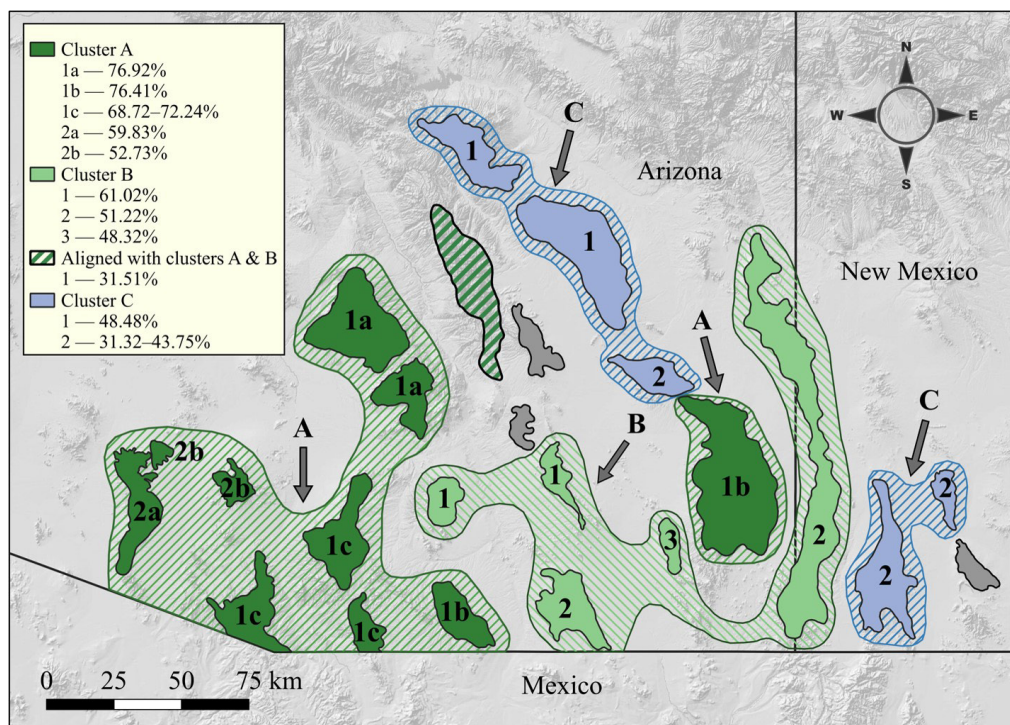 Cluster A
1a — 76.92%
1b — 76.41%
1c — 68.72–72.24%
2a — 59.83%
2b — 52.73%
Cluster B
1 — 61.02%
2 — 51.22%
3 — 48.32%
Aligned with clusters A & B
1 — 31.51%
Cluster C
1 — 48.48%
2 — 31.32–43.75%
N
W
E
S
C
1
Arizona
1
New Mexico
1a
A
2
1a
C
B
A
2b
1
1
2b
1b
2
2a
3
2
1c
2
1c
1c
1b
2
0 25 50 75 km
Mexico